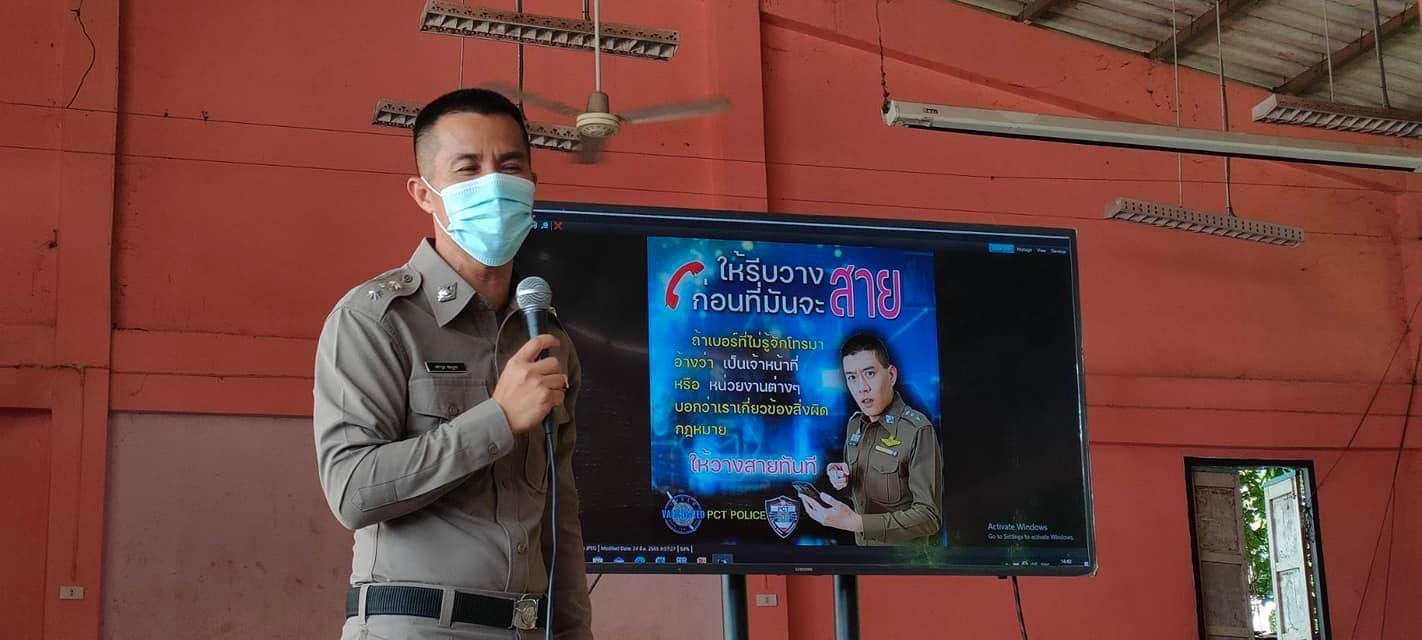 Manage View Develop
ให้รีบวาง
ก่อนที่มันจะ
สาย
ถ้าเบอร์ที่ไม่รู้จักโทรมา
อ้างว่า เป็นเจ้าหน้าที่
หรือ หน่วยงานต่างๆ
บอกว่าเราเกี่ยวข้องสิ่งผิด
กฎหมาย
ให้วางสายทันที
PCT POLICE
PCT
Activate Windows
Go to Settings to activate Windows.
SAMSUNG